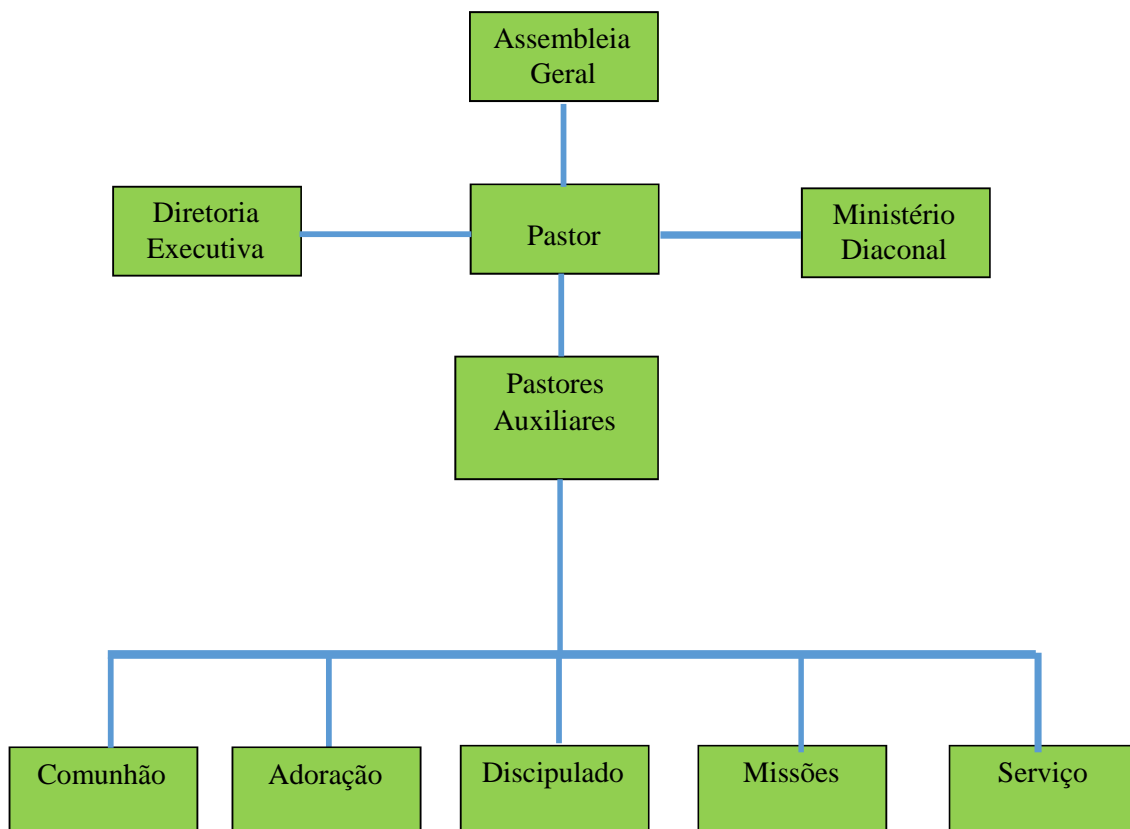 Assembleia
Geral
Diretoria
Executiva
Pastor
Ministério
Diaconal
Pastores
Auxiliares
Comunhão
Adoração
Discipulado
Missões
Serviço